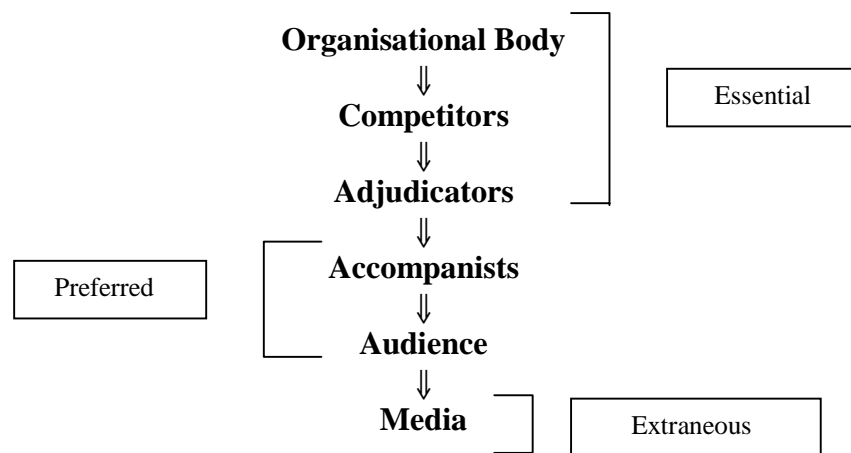 Organisational Body
⇓
Essential
Competitors
⇓
Adjudicators
⇓
Accompanists
Preferred
⇓
Audience
⇓
Media
Extraneous